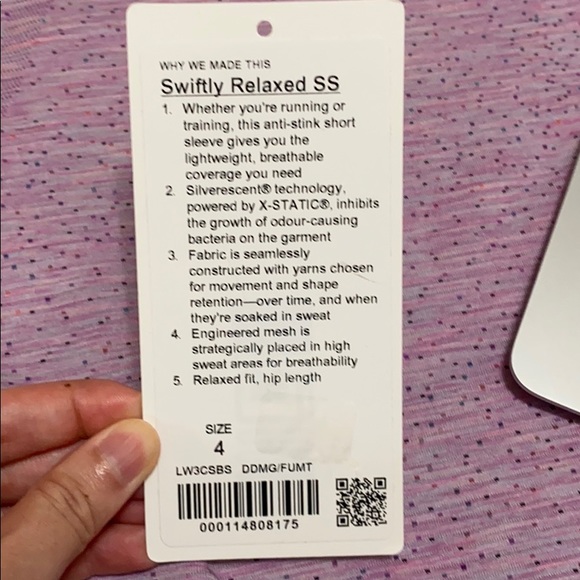 WHY WE MADE THIS
Swiftly Relaxed SS
1. Whether you're running or
training, this anti-stink short
sleeve gives you the
lightweight, breathable
coverage you need
2. Silverescent® technology,
powered by X-STATIC®, inhibits
the growth of odour-causing
bacteria on the garment
3. Fabric is seamlessly
constructed with yarns chosen
for movement and shape
retention—over time, and when
they're soaked in sweat
4. Engineered mesh is
strategically placed in high
sweat areas for breathability
5. Relaxed fit, hip length
SIZE
4
LW3CSBS DDMG/FUMT
000114808175